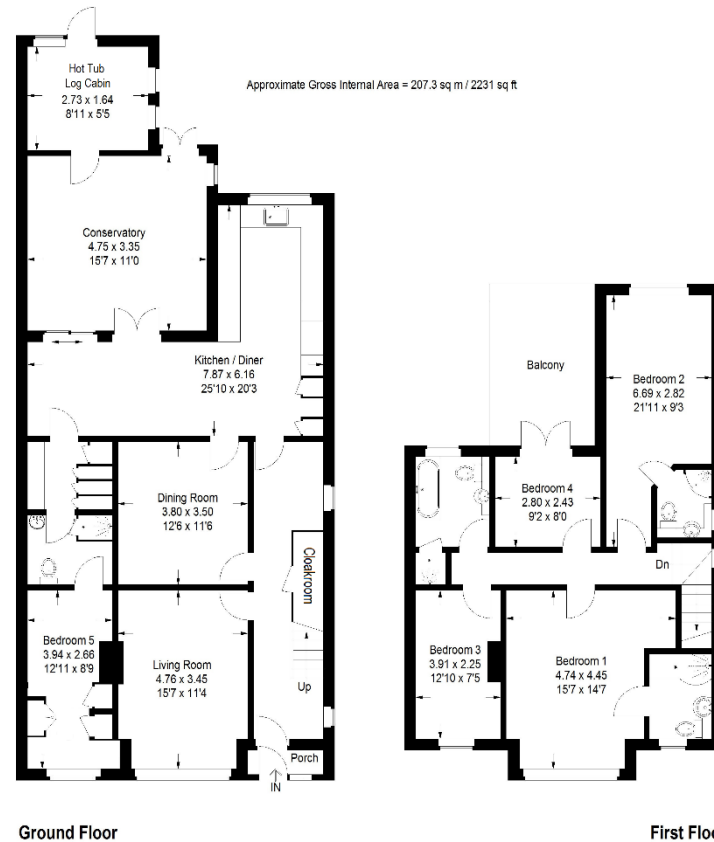 Hot Tub
Log Cabin
2.73 x 1.64
8'11 x 5'5
Approximate Gross Internal Area = 207.3 sq m / 2231 sq ft
Conservatory
4.75 x 3.35
15'7 x 11'0
Kitchen / Diner
7.87 x 6.16
25'10 x 20'3
Dining Room
3.80 x 3.50
12'6 x 11'6
Cloakroom
Bedroom 5
3.94 x 2.66
12'11 x 8'9
Living Room
4.76 x 3.45
15'7 x 11'4
Up
Porch
IN
Ground Floor
Balcony
Bedroom 2
6.69 x 2.82
21'11 x 9'3
Bedroom 4
2.80 x 2.43
9'2 x 8'0
Dn
Bedroom 3
3.91 x 2.25
12'10 x 7'5
Bedroom 1
4.74 x 4.45
15'7 x 14'7
First Floo